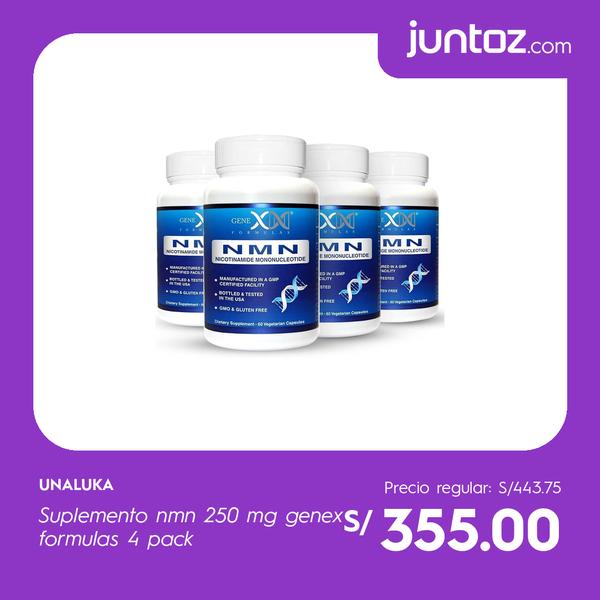 juntoz.com
GENE XN
FORMULAS
NMN
NICOTINAMIDE MONONUCLEOTIDE
MANUFACTURED IN A GMP
CERTIFIED FACILITY
BOTTLED & TESTED
IN THE USA
GMO & GLUTEN FREE
Dietary Supplement - 60 Vegetarian Capsules
UNALUKA
Precio regular: S/443.75
Suplemento nmn 250 mg genex
formulas 4 pack
S/ 355.00